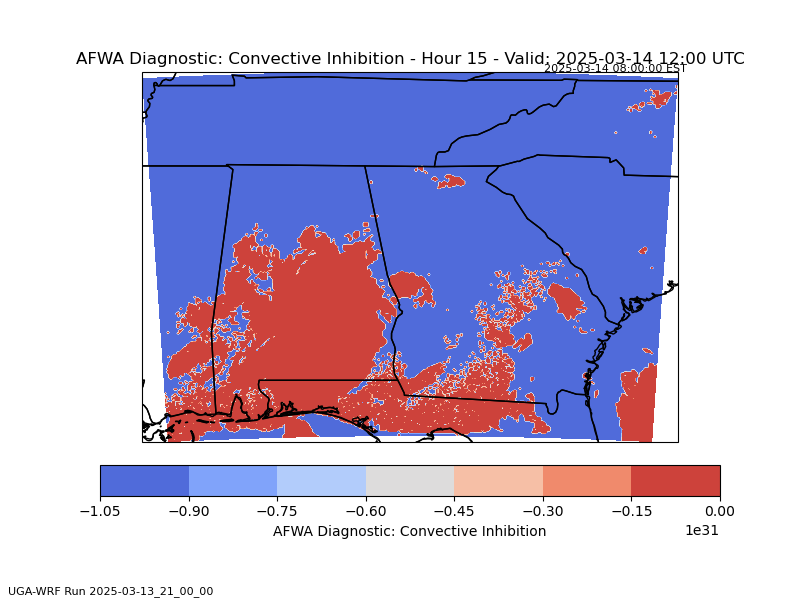 AFWA Diagnostic: Convective Inhibition - Hour 15 - Valid: 2025-03-14 12:00 UTC
2025-03-14 08:00:00 EST
−1.05 −0.90 −0.75 −0.60 −0.45 −0.30 −0.15 0.00
AFWA Diagnostic: Convective Inhibition
1e31
UGA-WRF Run 2025-03-13_21_00_00